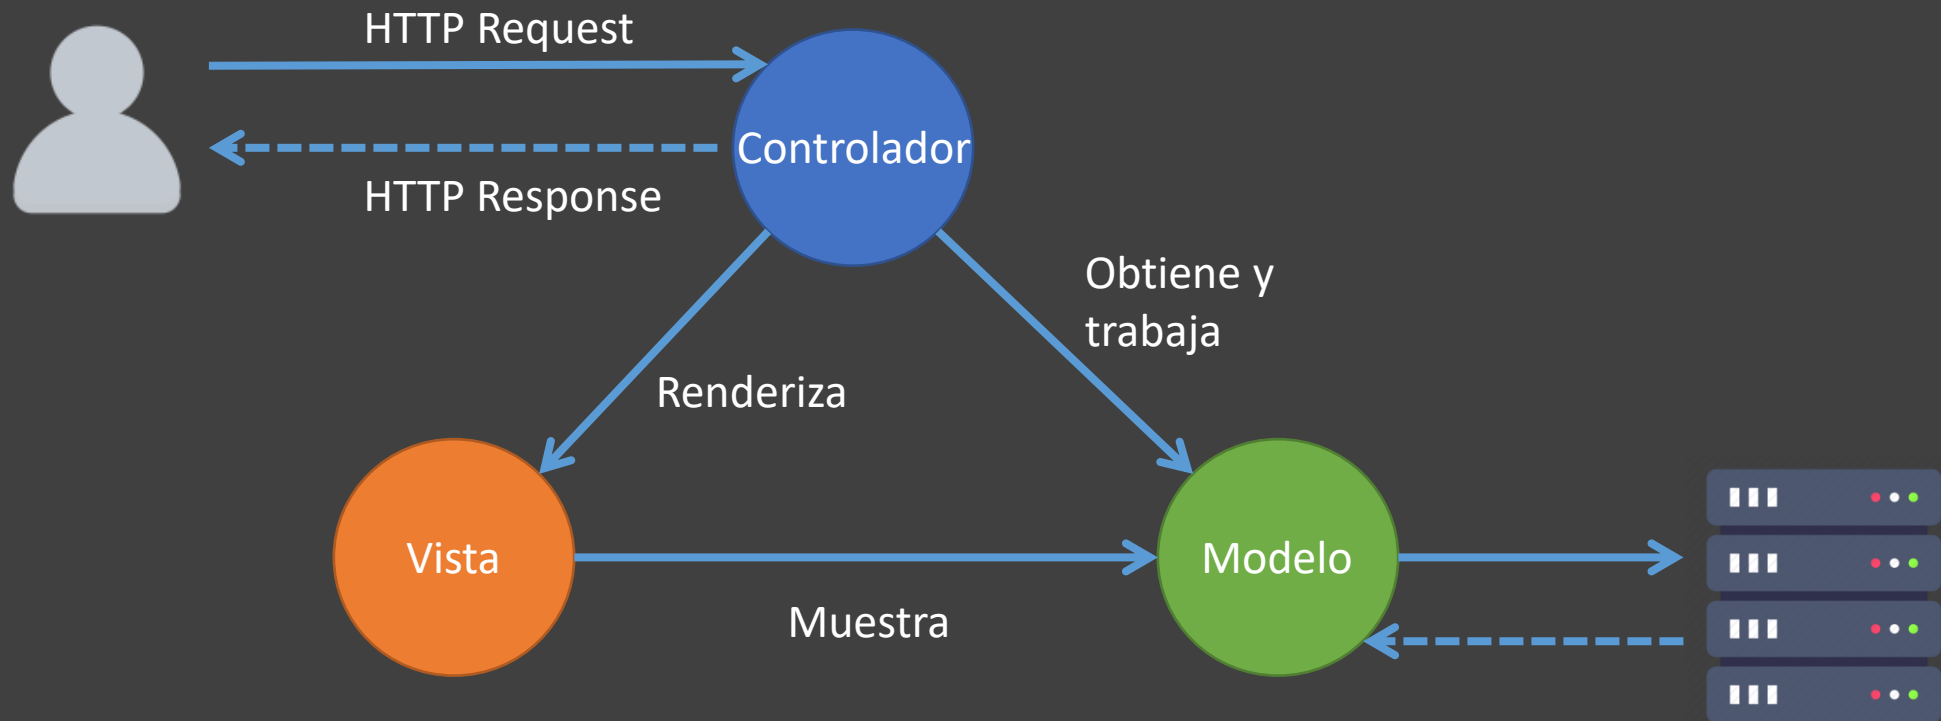 HTTP Request
Controlador
HTTP Response
Obtiene y
trabaja
Renderiza
Vista
Modelo
Muestra